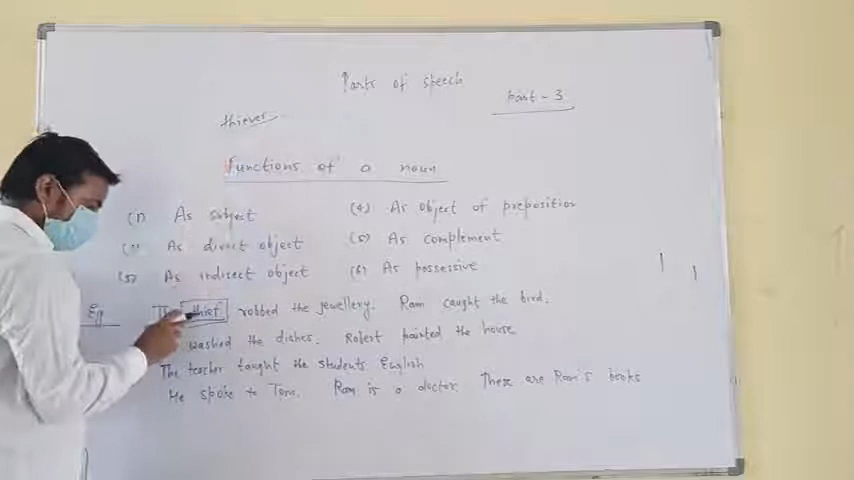 Parts of speech
Part - 3
thieves
Functions of a noun
(1) As subject
(4) As object of preposition
As direct object
(5) As complement
(3) As indirect object
(6) As possessive
Eg
thief robbed the jewellery. Ram caught the bird.
washed the dishes. Robert painted the house
The teacher taught the students English
He spoke to Tom. Ram is a doctor. These are Ram's books